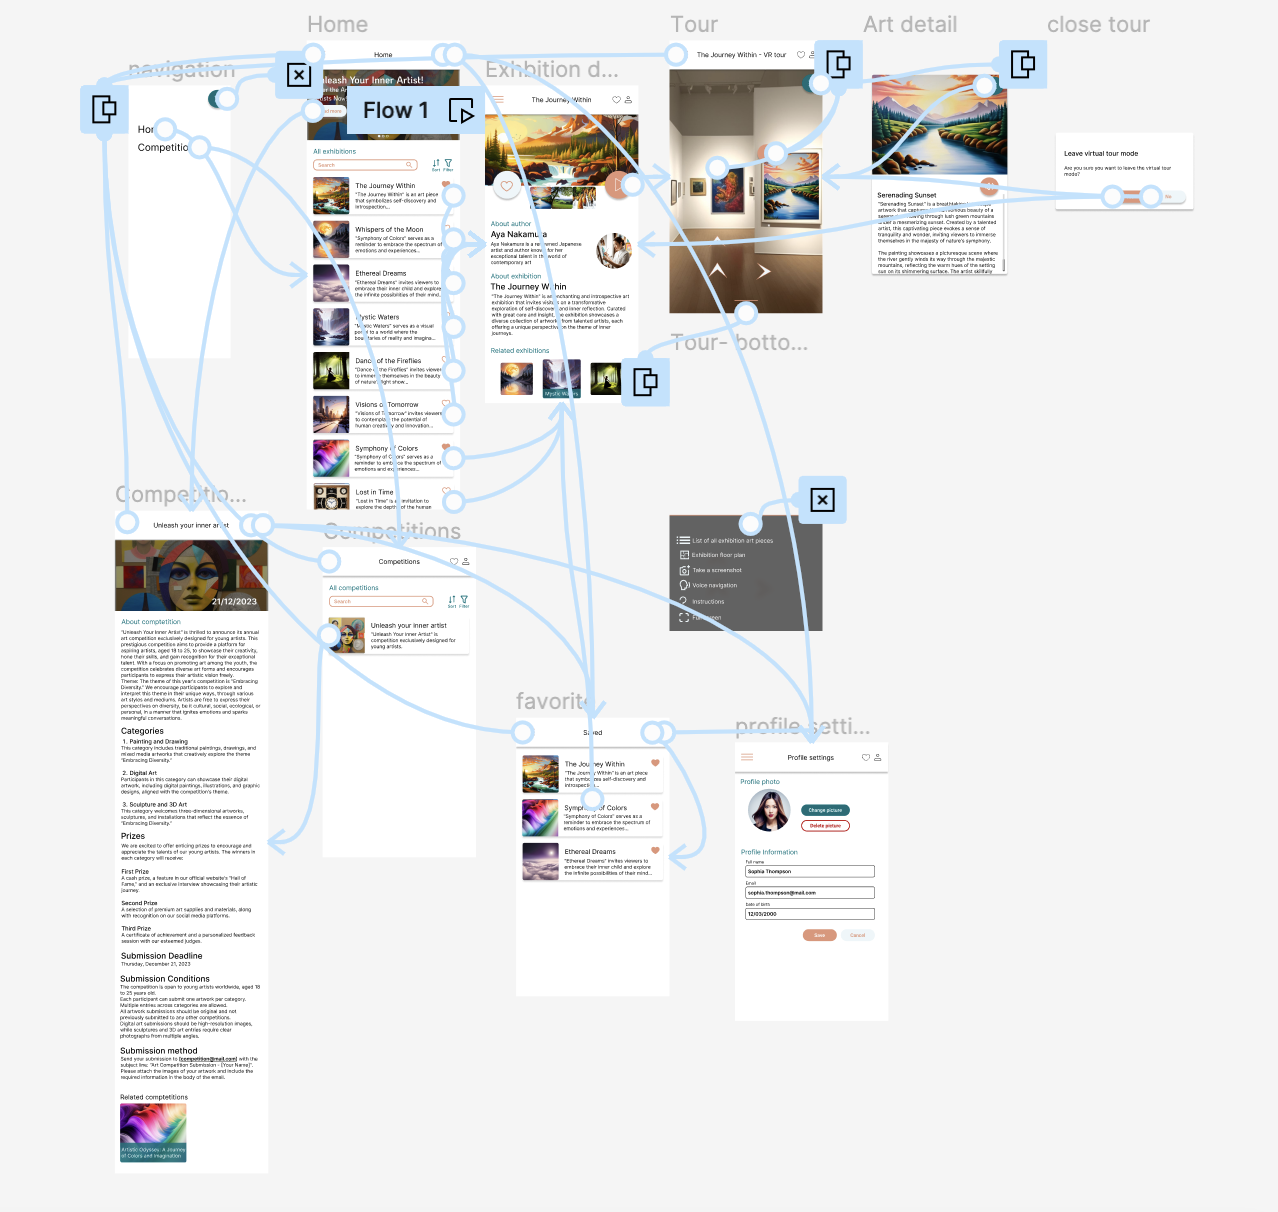 Home
Tour
Art detail
close tour
navigation
Exhbition d...
Home
The Journey Within - VR tour
Unleash Your Inner Artist!
Flow 1
The Journey Within
Competitio
All exhibitions
Search
Sort Filter
The Journey Within
"The Journey Within" is an art piece
that symbolizes self-discovery and
introspection...
Whispers of the Moon
"Symphony of Colors" serves as a
reminder to embrace the spectrum of
emotions and experiences...
Ethereal Dreams
"Ethereal Dreams" invites viewers to
embrace their inner child and explore
the infinite possibilities of their mind...
Mystic Waters
"Mystic Waters" serves as a visual
portal to a world where the
boundaries of reality and imagina...
Dance of the Fireflies
"Dance of the Fireflies" invites viewers
to immerse themselves in the beauty
of nature's light show...
Visions of Tomorrow
"Visions of Tomorrow" invites viewers
to contemplate the potential of
human creativity and innovation...
Symphony of Colors
"Symphony of Colors" serves as a
reminder to embrace the spectrum of
emotions and experiences...
Lost in Time
"Lost in Time" is an invitation to
explore the depths of the human
About author
Aya Nakamura
Aya Nakamura is a renowned Japanese
artist and author known for her
exceptional talent in the world of
contemporary art
About exhibition
The Journey Within
"The Journey Within" is an enchanting and introspective art
exhibition that invites visitors on a transformative
exploration of self-discovery and inner reflection. Curated
with great care and insight, the exhibition showcases a
diverse collection of artworks from talented artists, each
offering a unique perspective on the theme of inner
journeys.
Related exhibitions
Mystic Waters
Serenading Sunset
"Serenading Sunset" is a breathtaking
artwork that captures the harmonious beauty of a
serene river flowing through lush green mountains
under a mesmerizing sunset. Created by a talented
artist, this captivating piece evokes a sense of
tranquility and wonder, inviting viewers to immerse
themselves in the majesty of nature's symphony.
The painting showcases a picturesque scene where
the river gently winds its way through the majestic
mountains, reflecting the warm hues of the setting
sun on its shimmering surface. The artist skillfully
Leave virtual tour mode
Are you sure you want to leave the virtual tour
mode?
No
Tour- botto...
List of all exhibition art pieces
Exhibition floor plan
Take a screenshot
Voice navigation
Instructions
Full screen
Competitio...
Unleash your inner artist
21/12/2023
About comptetition
"Unleash Your Inner Artist" is thrilled to announce its annual
art competition exclusively designed for young artists. This
prestigious competition aims to provide a platform for
aspiring artists, aged 18 to 25, to showcase their creativity,
hone their skills, and gain recognition for their exceptional
talent. With a focus on promoting art among the youth, the
competition celebrates diverse art forms and encourages
participants to express their artistic vision freely.
Theme: The theme of this year's competition is "Embracing
Diversity." We encourage participants to explore and
interpret this theme in their unique ways, through various
art styles and mediums. Artists are free to express their
perspectives on diversity, be it cultural, social, ecological, or
personal, in a manner that ignites emotions and sparks
meaningful conversations.
Categories
1. Painting and Drawing
This category includes traditional paintings, drawings, and
mixed media artworks that creatively explore the theme
"Embracing Diversity."
2. Digital Art
Participants in this category can showcase their digital
artwork, including digital paintings, illustrations, and graphic
designs, aligned with the competition's theme.
3. Sculpture and 3D Art
This category welcomes three-dimensional artworks,
sculptures, and installations that reflect the essence of
"Embracing Diversity."
Prizes
We are excited to offer enticing prizes to encourage and
appreciate the talents of our young artists. The winners in
each category will receive:
First Prize
A cash prize, a feature in our official website's "Hall of
Fame," and an exclusive interview showcasing their artistic
journey
Second Prize
A selection of premium art supplies and materials, along
with recognition on our social media platforms.
Third Prize
A certificate of achievement and a personalized feedback
session with our esteemed judges.
Submission Deadline
Thursday, December 21, 2023
Submission Conditions
The competition is open to young artists worldwide, aged 18
to 25 years old.
Each participant can submit one artwork per category.
Multiple entries across categories are allowed.
All artwork submissions should be original and not
previously submitted to any other competitions.
Digital art submissions should be high-resolution images,
while sculptures and 3D art entries require clear
photographs from multiple angles.
Submission method
Send your submission to [competition@mail.com] with the
subject line: "Art Competition Submission - [Your Name]".
Please attach the images of your artwork and include the
required information in the body of the email.
Related comptetitions
Artistic Odyssey: A Journey
of Colors and Imagination
Competitions
Competitions
All competitions
Search
Sort Filter
Unleash your inner artist
"Unleash Your Inner Artist" is
competition exclusively designed for
young artists.
favorite
Saved
The Journey Within
"The Journey Within" is an art piece
that symbolizes self-discovery and
introspection...
Symphony of Colors
"Symphony of Colors" serves as a
reminder to embrace the spectrum of
emotions and experiences...
Ethereal Dreams
"Ethereal Dreams" invites viewers to
embrace their inner child and explore
the infinite possibilities of their mind...
profile setti...
Profile settings
Profile photo
Change picture
Delete picture
Profile Information
Full name
Sophia Thompson
Email
sophia.thompson@mail.com
Date of Birth
12/03/2000
Save
Cancel